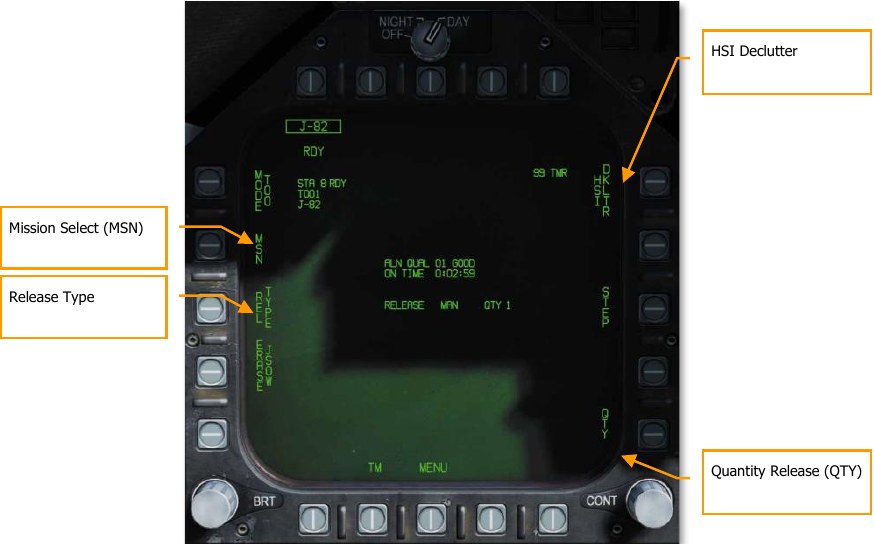 NIGHT DAY
OFF
HSI Declutter
J-82
RDY
MODE
TOO
STA 8 RDY
TOO1
J-82
99 TMR
HSI
DKLTR
Mission Select (MSN)
MSN
ALN QUAL 01 GOOD
ON TIME 0:02:59
Release Type
REL
TYPE
RELEASE MAN QTY 1
STEP
ERASE
JSOW
QTY
TM MENU
Quantity Release (QTY)
BRT
CONT